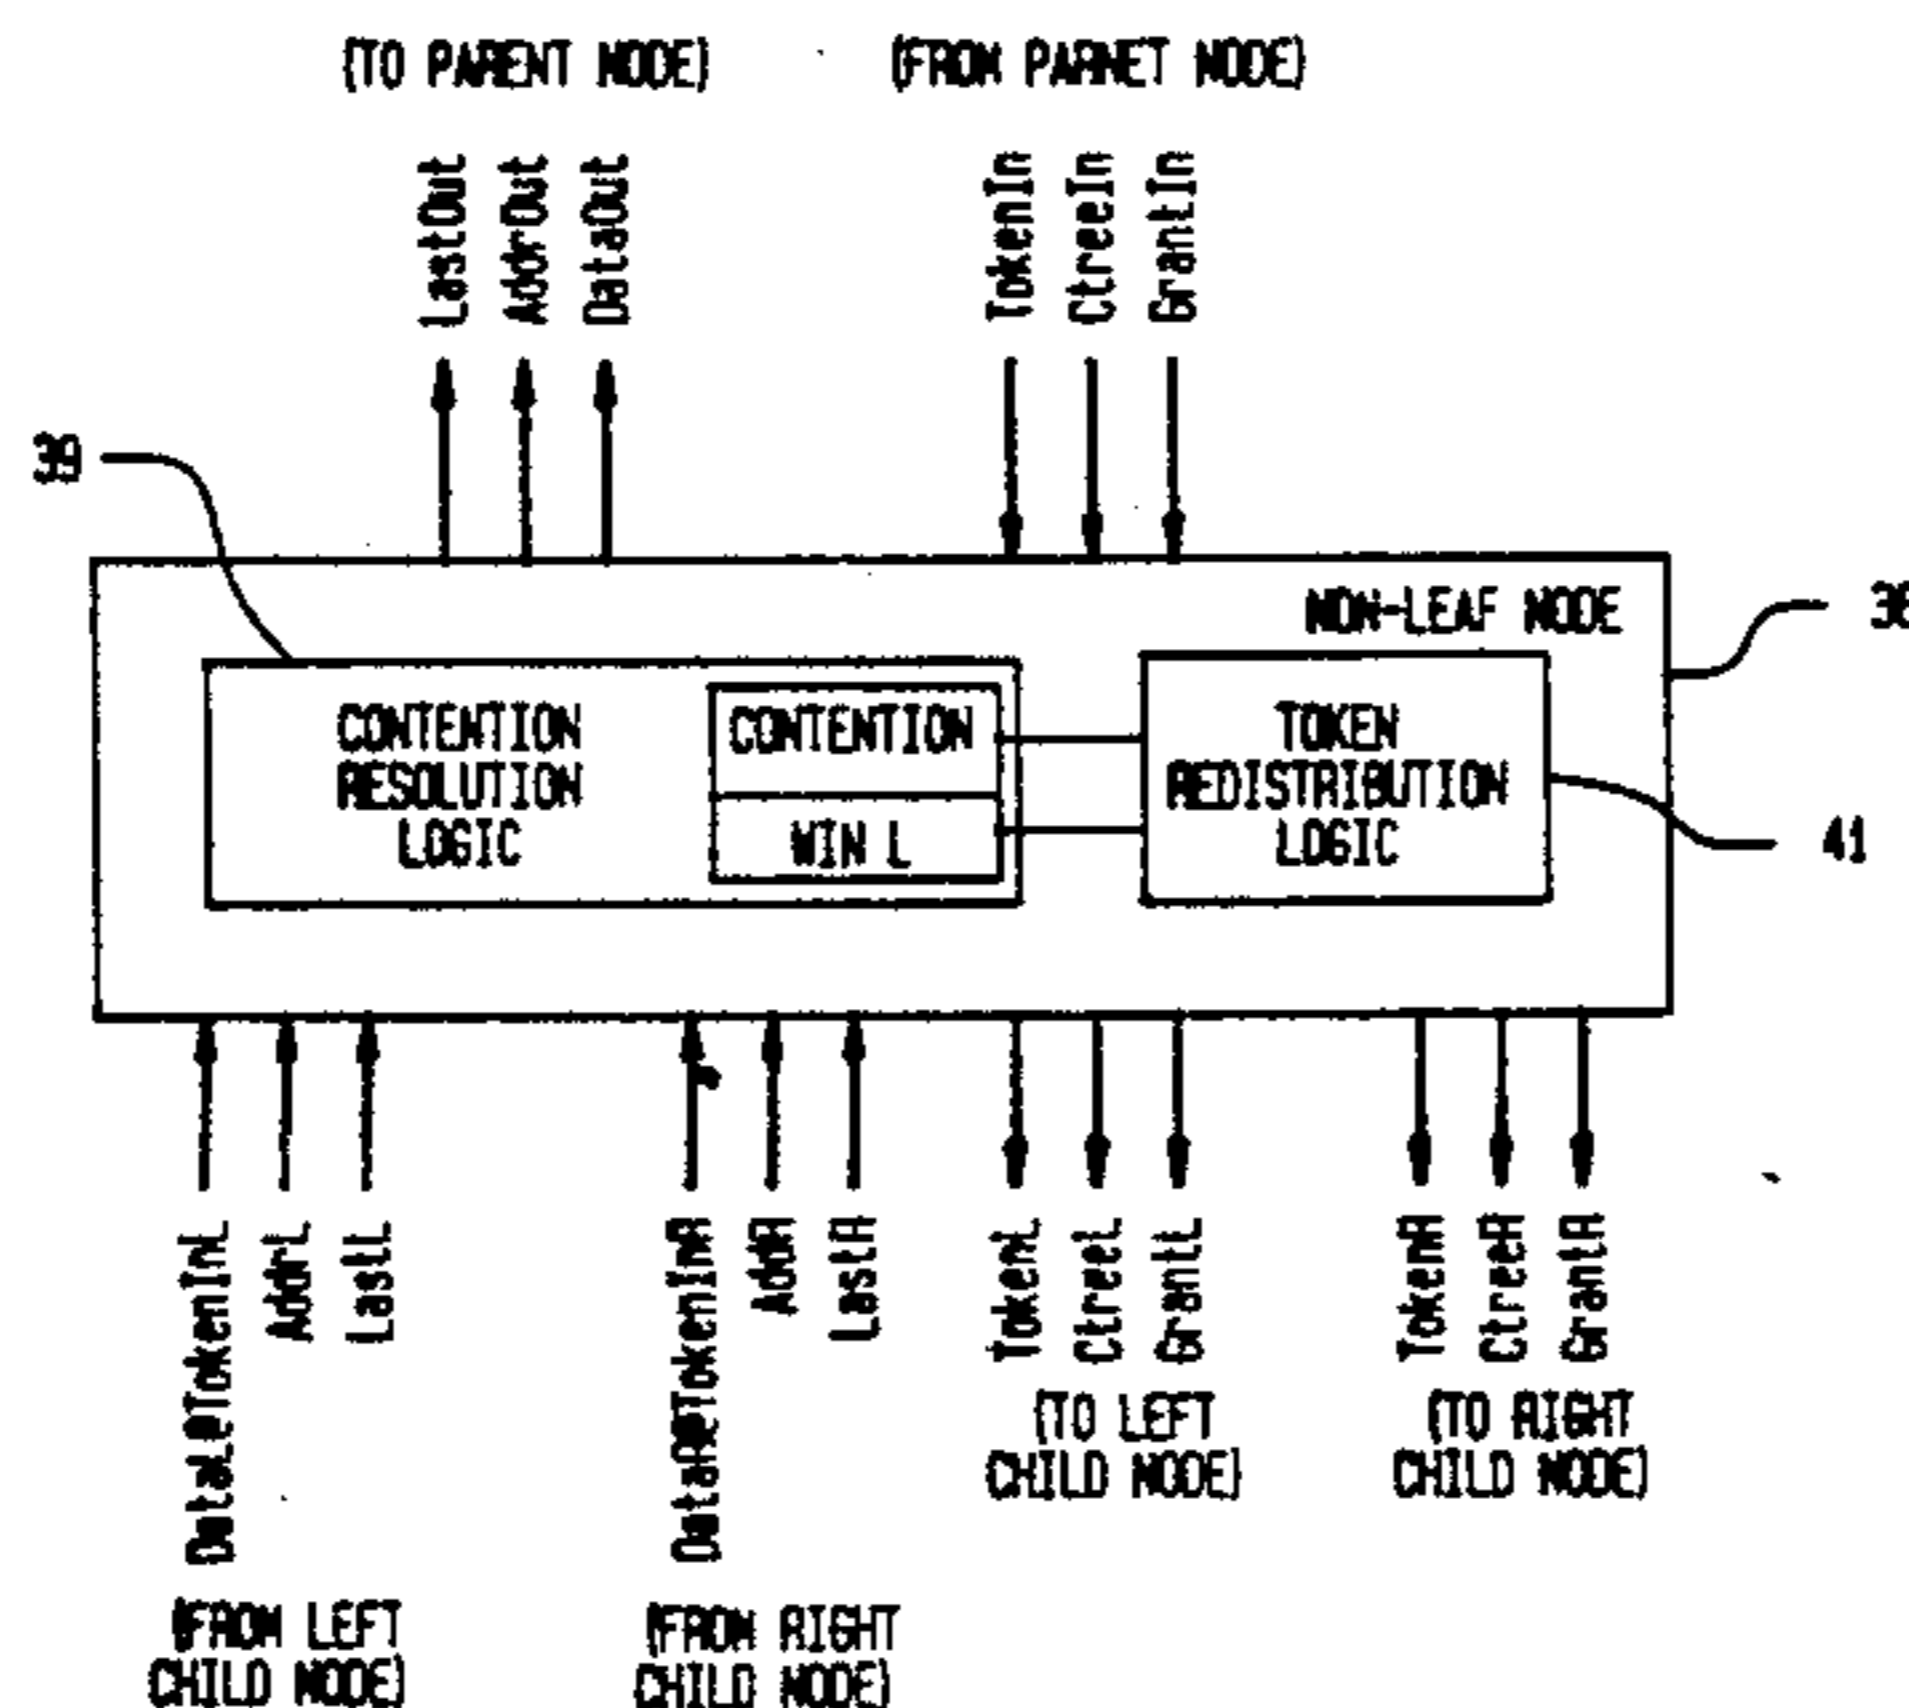 (TO PARENT NODE)
(FROM PARNET NODE)
LastOut
AddrOut
DataOut
TokenIn
CtreeIn
GrantIn
39
NON-LEAF NODE
CONTENTION
RESOLUTION
LOGIC
CONTENTION
WIN L
TOKEN
REDISTRIBUTION
LOGIC
41
DataL@TokenInL
AddrL
LastL
DataR@TokenInR
AddR
LastR
TokenL
CtreeL
GrantL
TokenR
CtreeR
GrantR
(TO LEFT
CHILD NODE)
(TO RIGHT
CHILD NODE)
(FROM LEFT
CHILD NODE)
(FROM RIGHT
CHILD NODE)